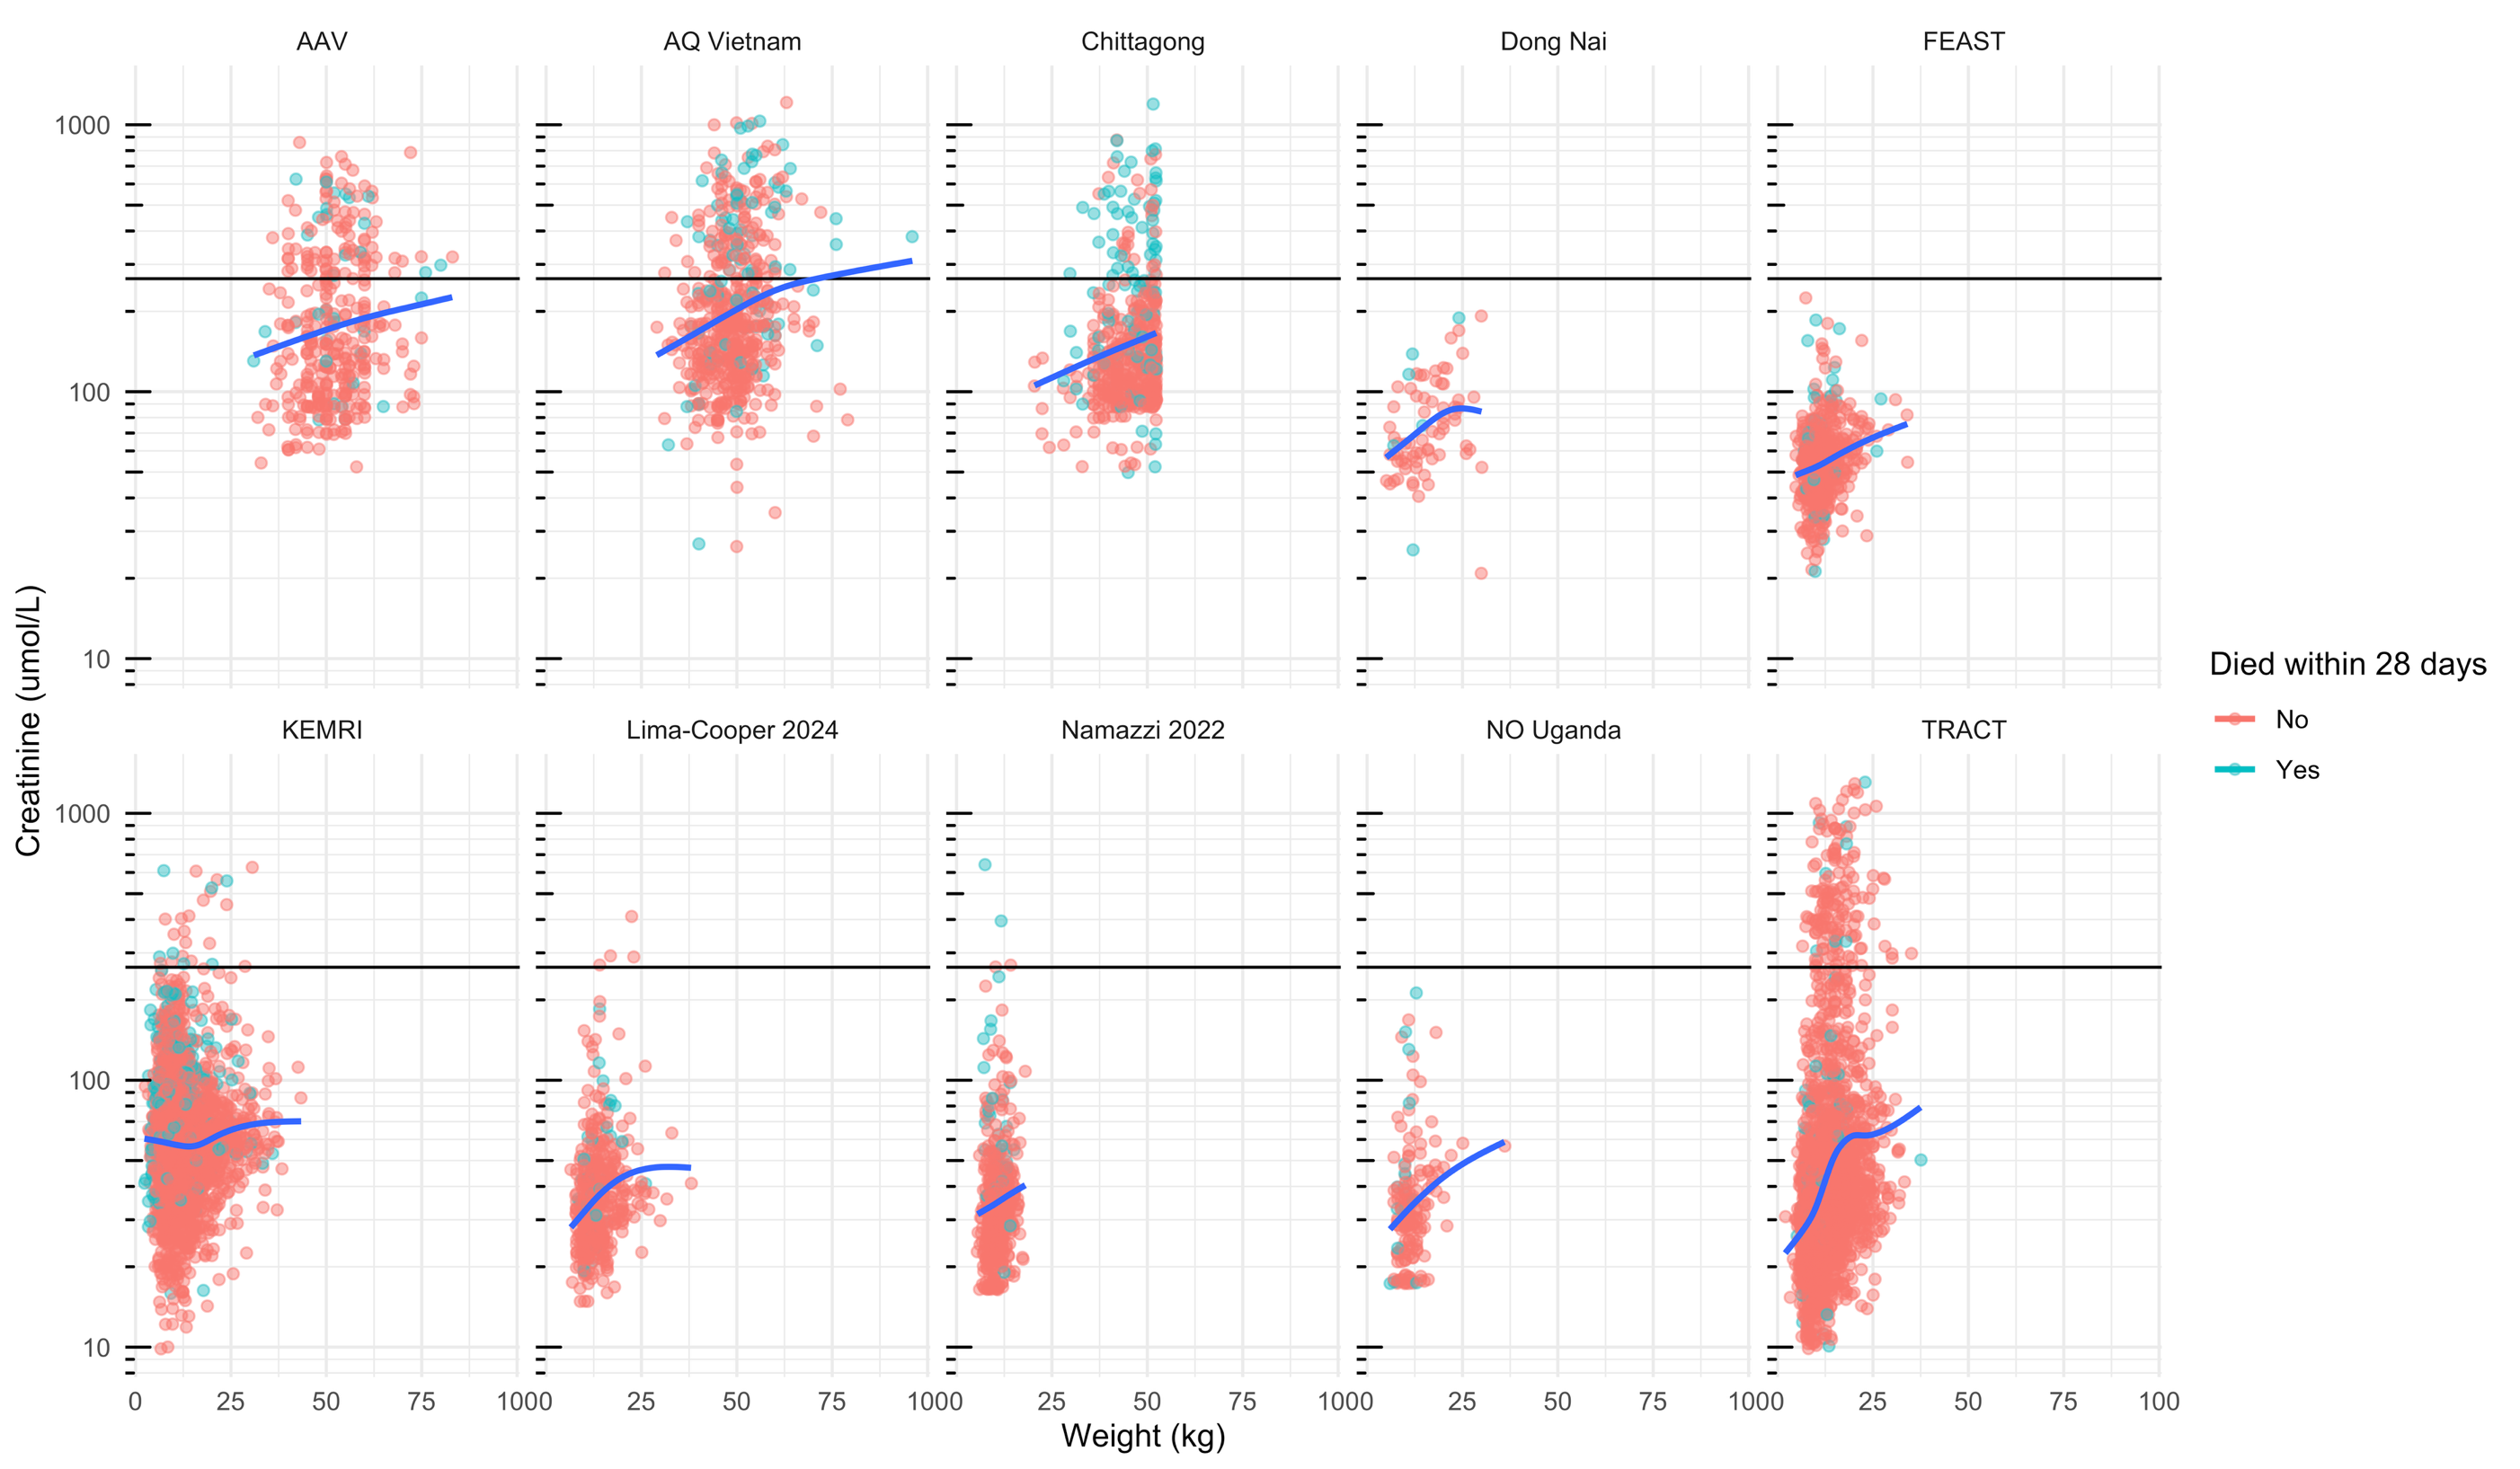 AAV AQ Vietnam Chittagong Dong Nai FEAST
1000
100
10
Creatinine (umol/L)
KEMRI Lima-Cooper 2024 Namazzi 2022 NO Uganda TRACT
1000
100
10
0 25 50 75 1000 25 50 75 1000 25 50 75 1000 25 50 75 1000 25 50 75 100
Weight (kg)
Died within 28 days
No
Yes